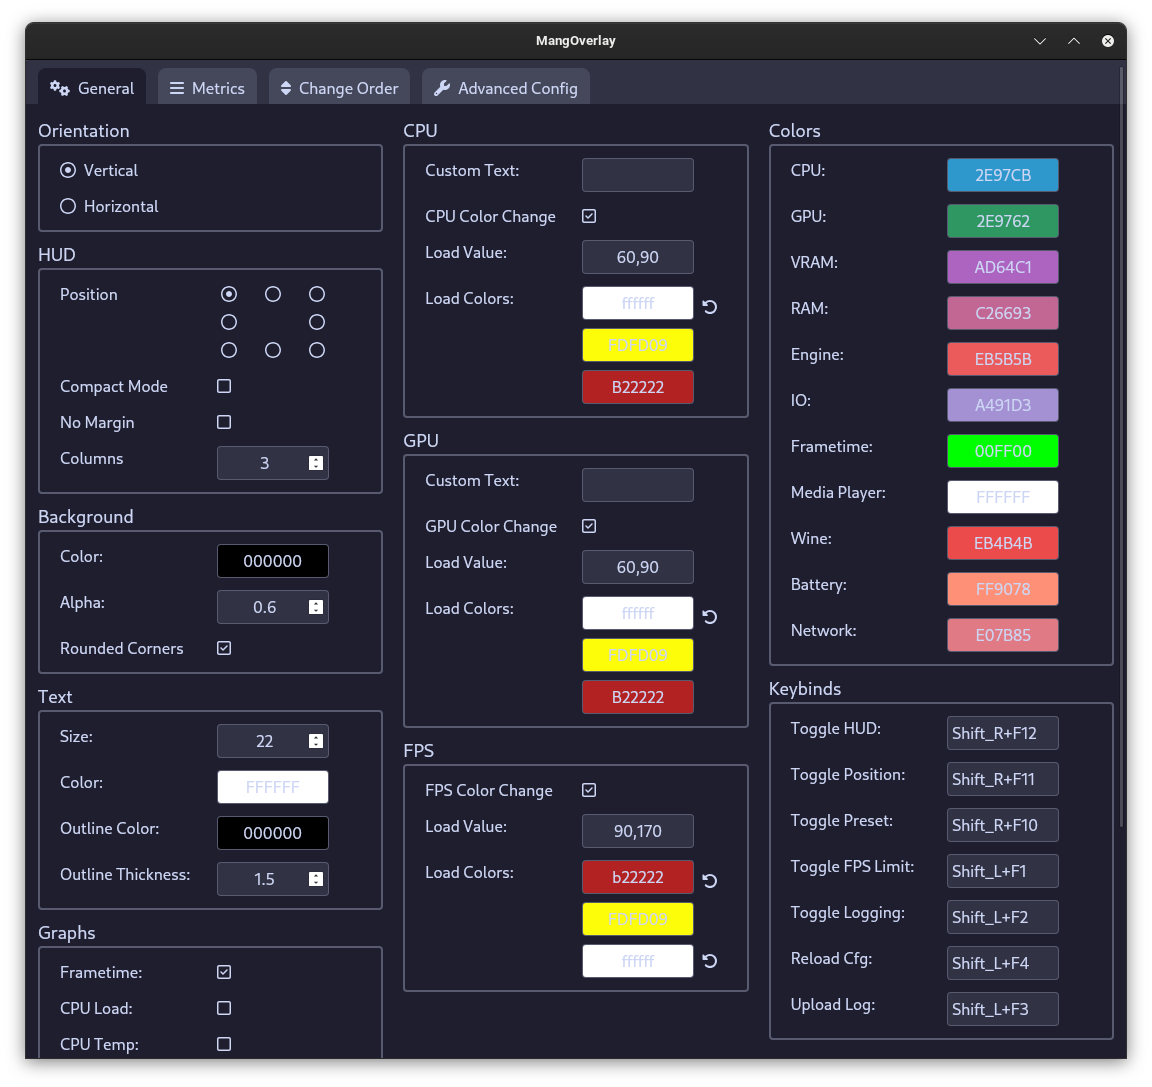 MangOverlay
General
Metrics
Change Order
Advanced Config
Orientation
Vertical
Horizontal
HUD
Position
Compact Mode
No Margin
Columns
3
Background
Color:
000000
Alpha:
0.6
Rounded Corners
Text
Size:
22
Color:
FFFFFF
Outline Color:
000000
Outline Thickness:
1.5
Graphs
Frametime:
CPU Load:
CPU Temp:
CPU
Custom Text:
CPU Color Change
Load Value:
60,90
Load Colors:
ffffff
FDFD09
B22222
GPU
Custom Text:
GPU Color Change
Load Value:
60,90
Load Colors:
ffffff
FDFD09
B22222
FPS
FPS Color Change
Load Value:
90,170
Load Colors:
b22222
FDFD09
ffffff
Colors
CPU:
2E97CB
GPU:
2E9762
VRAM:
AD64C1
RAM:
C26693
Engine:
EB5B5B
IO:
A491D3
Frametime:
00FF00
Media Player:
FFFFFF
Wine:
EB4B4B
Battery:
FF9078
Network:
E07B85
Keybinds
Toggle HUD:
Shift_R+F12
Toggle Position:
Shift_R+F11
Toggle Preset:
Shift_R+F10
Toggle FPS Limit:
Shift_L+F1
Toggle Logging:
Shift_L+F2
Reload Cfg:
Shift_L+F4
Upload Log:
Shift_L+F3